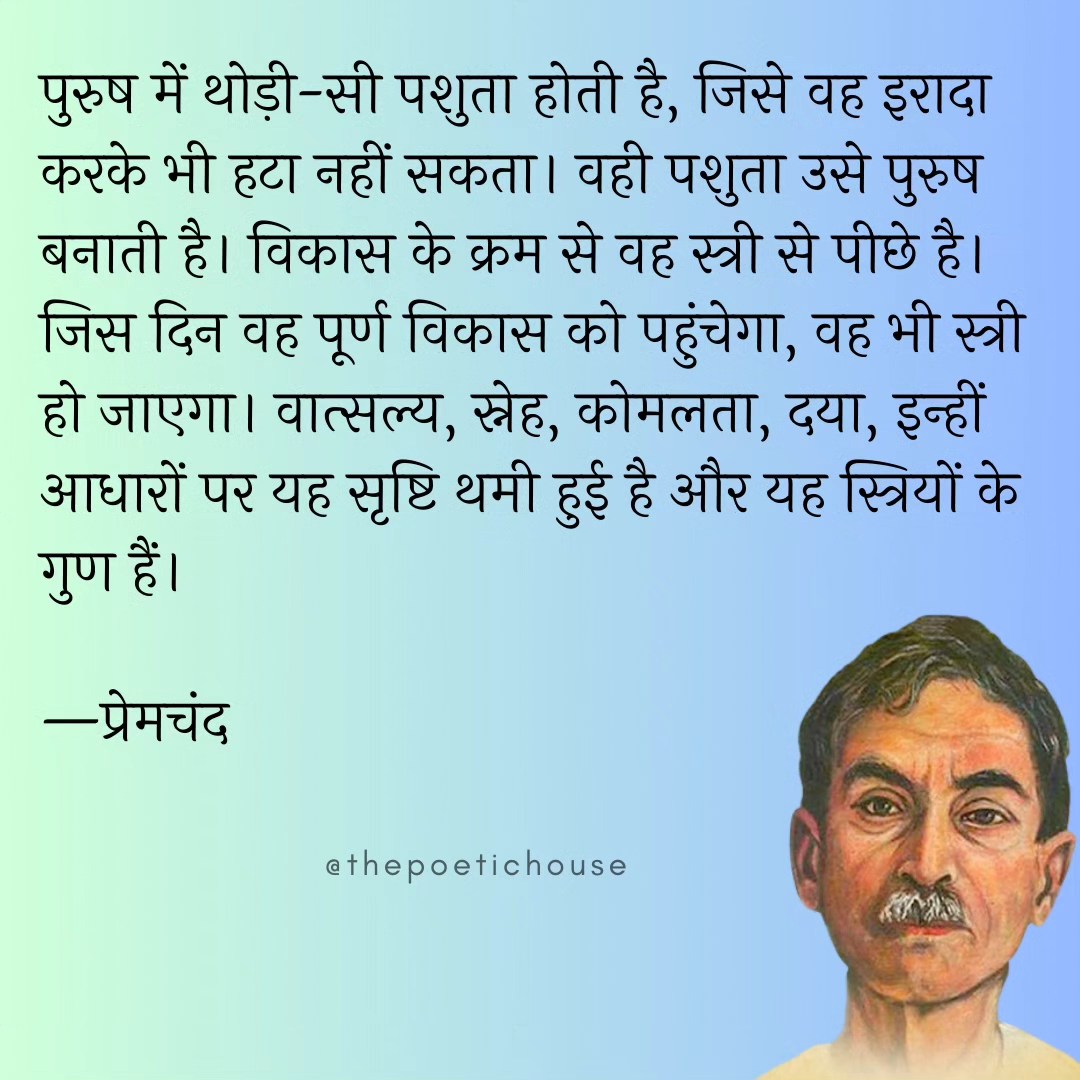 पुरुष में थोड़ी-सी पशुता होती है, जिसे वह इरादा
करके भी हटा नहीं सकता। वही पशुता उसे पुरुष
बनाती है। विकास के क्रम से वह स्त्री से पीछे है।
जिस दिन वह पूर्ण विकास को पहुंचेगा, वह भी स्त्री
हो जाएगा। वात्सल्य, स्नेह, कोमलता, दया, इन्हीं
आधारों पर यह सृष्टि थमी हुई है और यह स्त्रियों के
गुण हैं।
—प्रेमचंद
@thepoetichouse